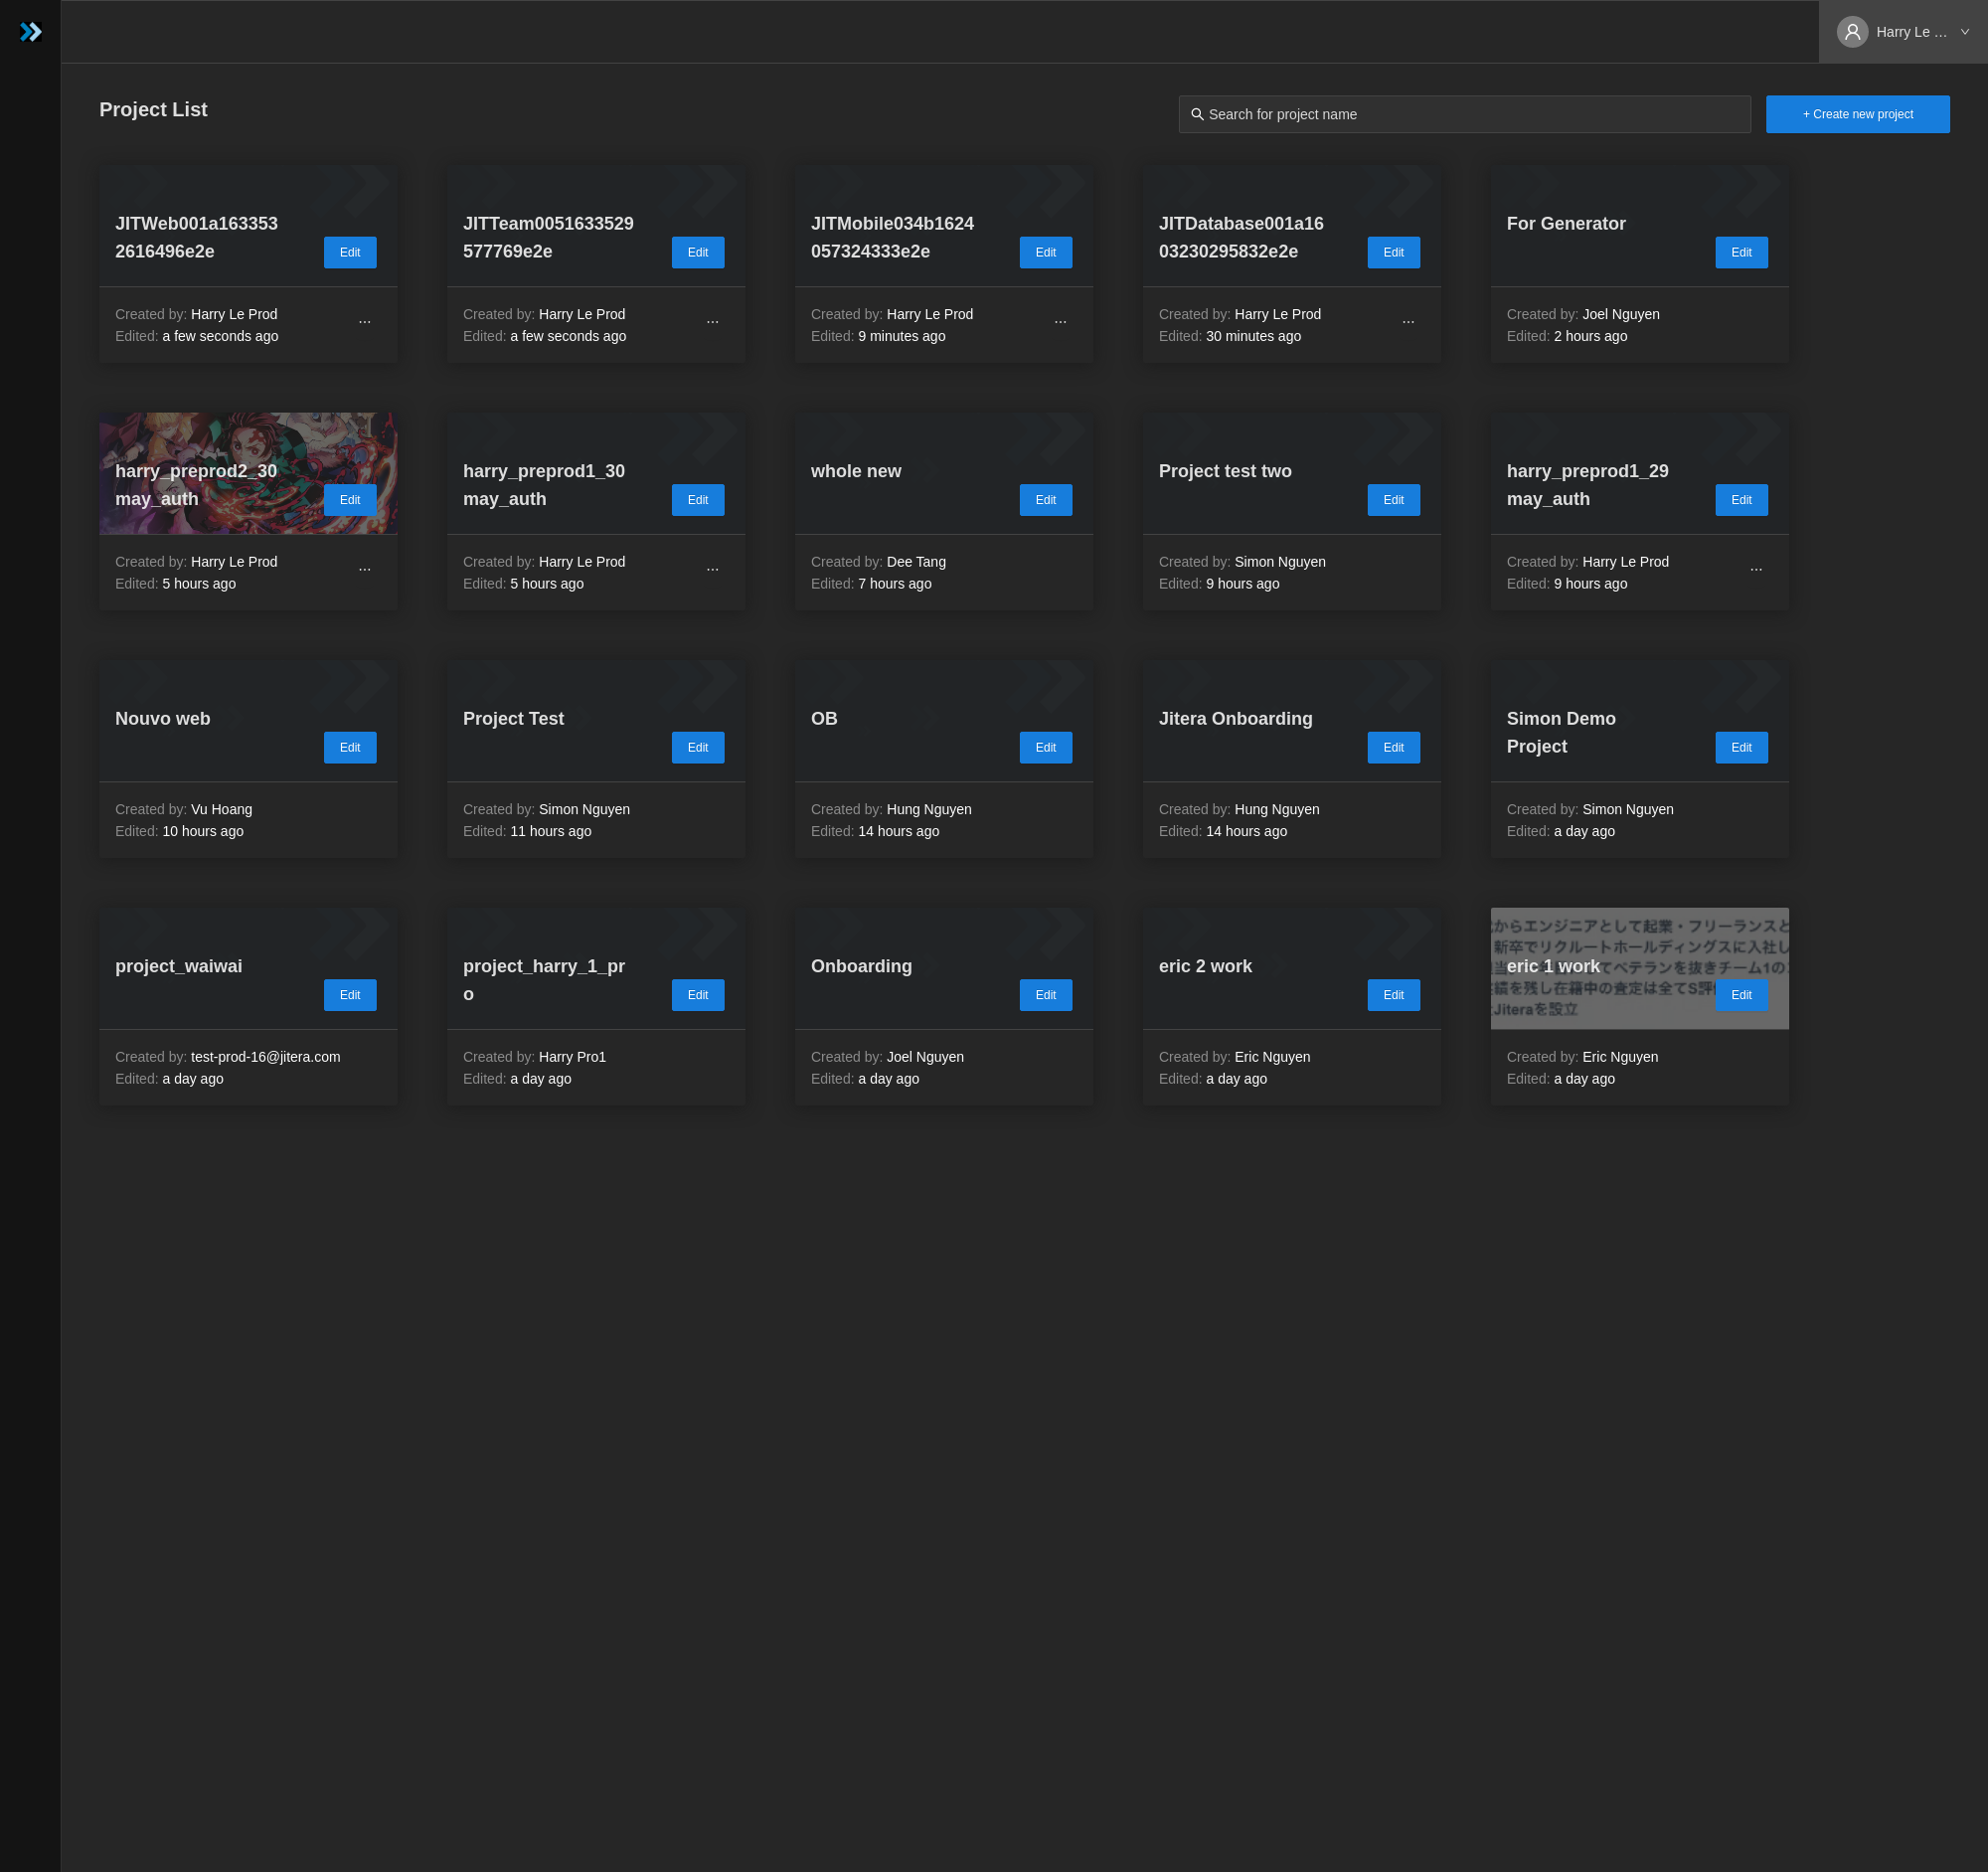 Harry Le ...
Project List
Search for project name
+ Create new project
JITWeb001a163353
2616496e2e
Edit
Created by: Harry Le Prod
Edited: a few seconds ago
...
JITTeam0051633529
577769e2e
Edit
Created by: Harry Le Prod
Edited: a few seconds ago
...
JITMobile034b1624
057324333e2e
Edit
Created by: Harry Le Prod
Edited: 9 minutes ago
...
JITDatabase001a16
03230295832e2e
Edit
Created by: Harry Le Prod
Edited: 30 minutes ago
...
For Generator
Edit
Created by: Joel Nguyen
Edited: 2 hours ago
harry_preprod2_30
may_auth
Edit
Created by: Harry Le Prod
Edited: 5 hours ago
...
harry_preprod1_30
may_auth
Edit
Created by: Harry Le Prod
Edited: 5 hours ago
...
whole new
Edit
Created by: Dee Tang
Edited: 7 hours ago
Project test two
Edit
Created by: Simon Nguyen
Edited: 9 hours ago
harry_preprod1_29
may_auth
Edit
Created by: Harry Le Prod
Edited: 9 hours ago
...
Nouvo web
Edit
Created by: Vu Hoang
Edited: 10 hours ago
Project Test
Edit
Created by: Simon Nguyen
Edited: 11 hours ago
OB
Edit
Created by: Hung Nguyen
Edited: 14 hours ago
Jitera Onboarding
Edit
Created by: Hung Nguyen
Edited: 14 hours ago
Simon Demo
Project
Edit
Created by: Simon Nguyen
Edited: a day ago
project_waiwai
Edit
Created by: test-prod-16@jitera.com
Edited: a day ago
project_harry_1_pr
o
Edit
Created by: Harry Pro1
Edited: a day ago
Onboarding
Edit
Created by: Joel Nguyen
Edited: a day ago
eric 2 work
Edit
Created by: Eric Nguyen
Edited: a day ago
からエンジニアとして起業・フリーランスと
新卒でリクルートホールディングスに入社し
eric 1 work
てベテランを抜きチーム1の
績を残し在籍中の査定は全てS評
Edit
Jiteraを設立
Created by: Eric Nguyen
Edited: a day ago